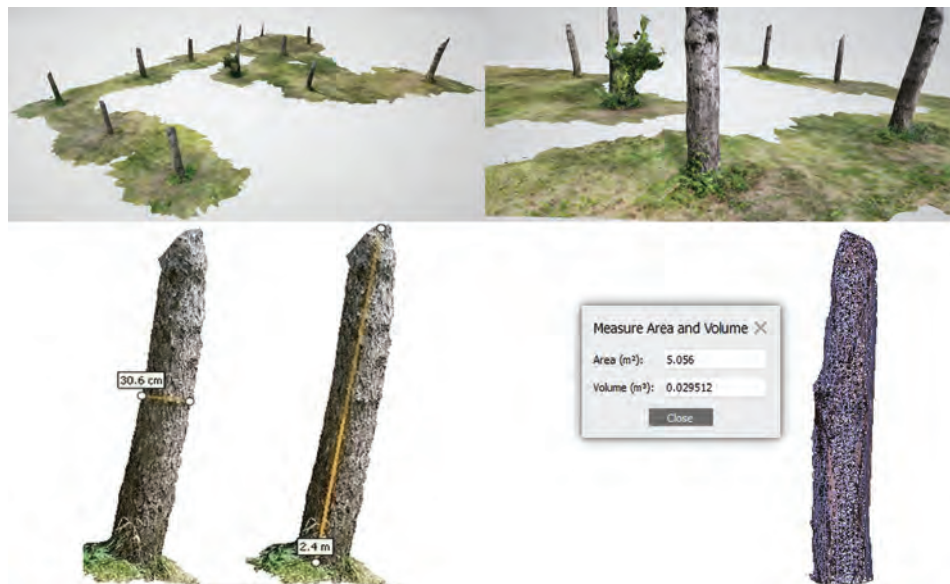 30.6 cm
2.4 m
Measure Area and Volume
Area (m²): 5.056
Volume (m³): 0.029512
Close